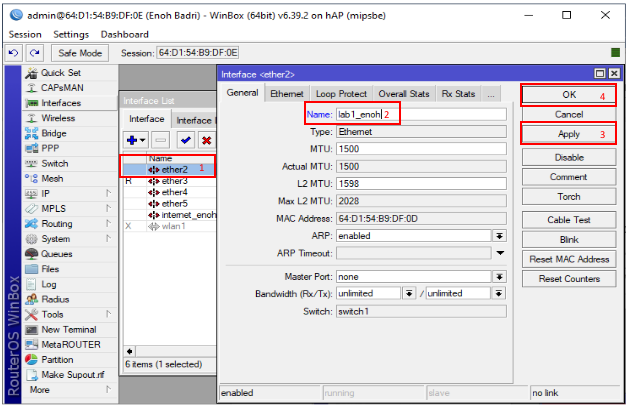 admin@64:D1:54:B9:DF:0E (Enoh Badri) - WinBox (64bit) v6.39.2 on hAP (mipsbe)
Session Settings Dashboard
Safe Mode Session: 64:D1:54:B9:DF:0E
Quick Set
CAPsMAN
Interfaces
Wireless
Bridge
PPP
Switch
Mesh
IP
MPLS
Routing
System
Queues
Files
Log
Radius
Tools
New Terminal
MetaROUTER
Partition
Make Supout.rif
More
RouterOS WinBox
Interface List
Interface Interface
Name
ether2 1
R ether3
ether4
ether5
internet_enoh
X wlan1
6 items (1 selected)
Interface <ether2>
General Ethernet Loop Protect Overall Stats Rx Stats ...
Name: lab1_enoh 2
Type: Ethernet
MTU: 1500
Actual MTU: 1500
L2 MTU: 1598
Max L2 MTU: 2028
MAC Address: 64:D1:54:B9:DF:0D
ARP: enabled
ARP Timeout:
Master Port: none
Bandwidth (Rx/Tx): unlimited / unlimited
Switch: switch1
OK 4
Cancel
Apply 3
Disable
Comment
Torch
Cable Test
Blink
Reset MAC Address
Reset Counters
enabled running slave no link